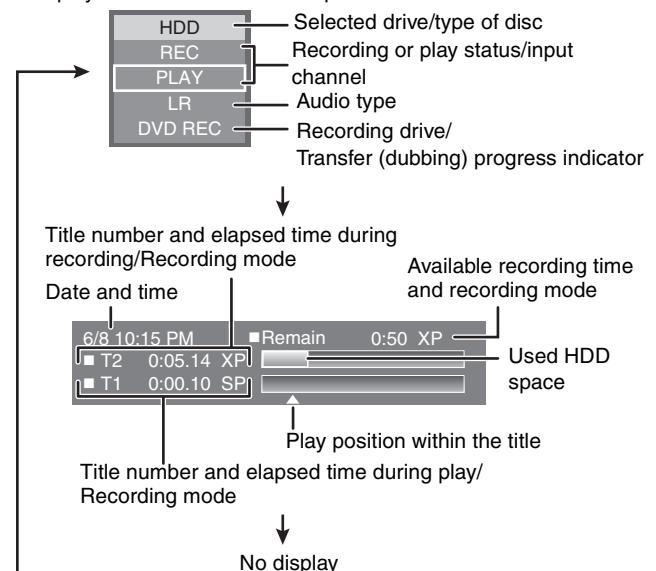 HDD
Selected drive/type of disc
REC
Recording or play status/input
channel
PLAY
LR
Audio type
DVD REC
Recording drive/
Transfer (dubbing) progress indicator
Title number and elapsed time during
recording/Recording mode
Available recording time
and recording mode
Date and time
6/8 10:15 PM
Remain 0:50 XP
T2 0:05.14 XP
Used HDD
space
T1 0:00.10 SP
Play position within the title
Title number and elapsed time during play/
Recording mode
No display